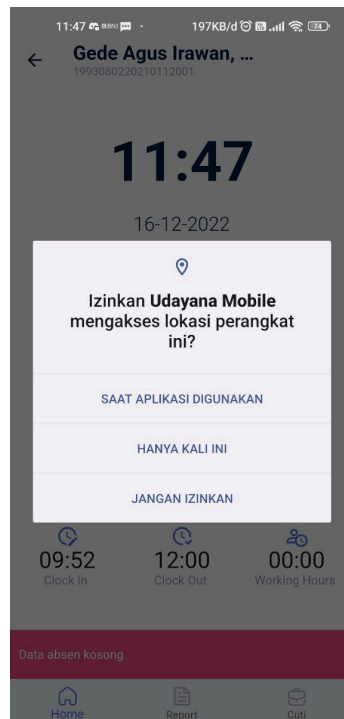 11:47
197KB/d 74
Gede Agus Irawan, ...
199308022021012001
11:47
16-12-2022
Izinkan Udayana Mobile
mengakses lokasi perangkat
ini?
SAAT APLIKASI DIGUNAKAN
HANYA KALI INI
JANGAN IZINKAN
09:52 12:00 00:00
Clock In Clock Out Working Hours
Data absen kosong
Home Report Cuti